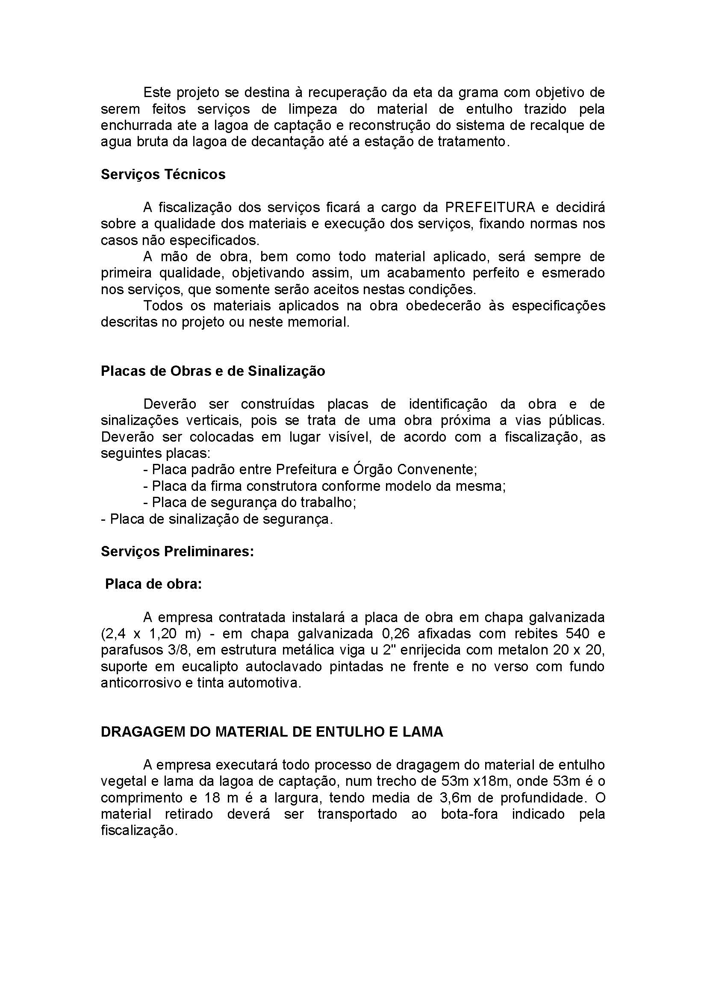 Este projeto se destina à recuperação da eta da grama com objetivo de
serem feitos serviços de limpeza do material de entulho trazido pela
enchurrada ate a lagoa de captação e reconstrução do sistema de recalque de
agua bruta da lagoa de decantação até a estação de tratamento.
Serviços Técnicos
A fiscalização dos serviços ficará a cargo da PREFEITURA e decidirá
sobre a qualidade dos materiais e execução dos serviços, fixando normas nos
casos não especificados.
A mão de obra, bem como todo material aplicado, será sempre de
primeira qualidade, objetivando assim, um acabamento perfeito e esmerado
nos serviços, que somente serão aceitos nestas condições.
Todos os materiais aplicados na obra obedecerão às especificações
descritas no projeto ou neste memorial.
Placas de Obras e de Sinalização
Deverão ser construídas placas de identificação da obra e de
sinalizações verticais, pois se trata de uma obra próxima a vias públicas.
Deverão ser colocadas em lugar visível, de acordo com a fiscalização, as
seguintes placas:
- Placa padrão entre Prefeitura e Órgão Convenente;
- Placa da firma construtora conforme modelo da mesma;
- Placa de segurança do trabalho;
- Placa de sinalização de segurança.
Serviços Preliminares:
Placa de obra:
A empresa contratada instalará a placa de obra em chapa galvanizada
(2,4 x 1,20 m) - em chapa galvanizada 0,26 afixadas com rebites 540 e
parafusos 3/8, em estrutura metálica viga u 2" enrijecida com metalon 20 x 20,
suporte em eucalipto autoclavado pintadas ne frente e no verso com fundo
anticorrosivo e tinta automotiva.
DRAGAGEM DO MATERIAL DE ENTULHO E LAMA
A empresa executará todo processo de dragagem do material de entulho
vegetal e lama da lagoa de captação, num trecho de 53m x18m, onde 53m é o
comprimento e 18 m é a largura, tendo media de 3,6m de profundidade. O
material retirado deverá ser transportado ao bota-fora indicado pela
fiscalização.